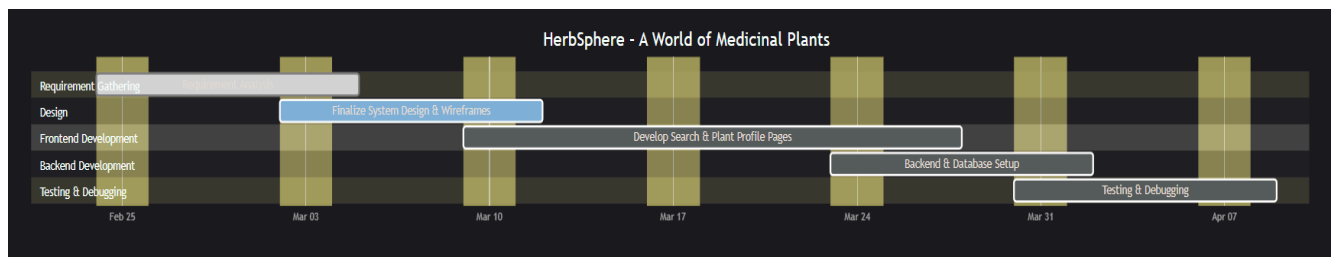 HerbSphere - A World of Medicinal Plants
Requirement Gathering
Requirement Analysis
Design
Finalize System Design & Wireframes
Frontend Development
Develop Search & Plant Profile Pages
Backend Development
Backend & Database Setup
Testing & Debugging
Testing & Debugging
Feb 25
Mar 03
Mar 10
Mar 17
Mar 24
Mar 31
Apr 07